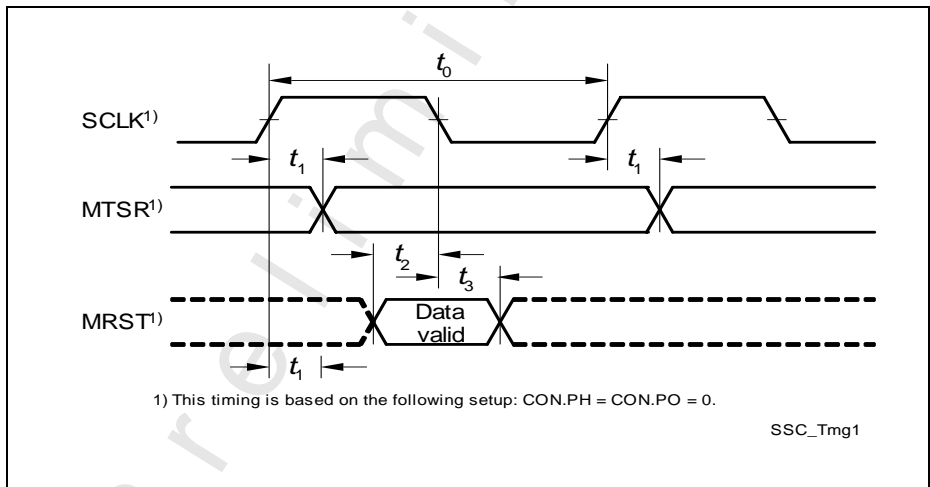 t0
SCLK1)
t1
t1
MTSR1)
t2
t3
MRST1)
Data
valid
t1
1) This timing is based on the following setup: CON.PH = CON.PO = 0.
SSC_Tmg1
r e l i m i